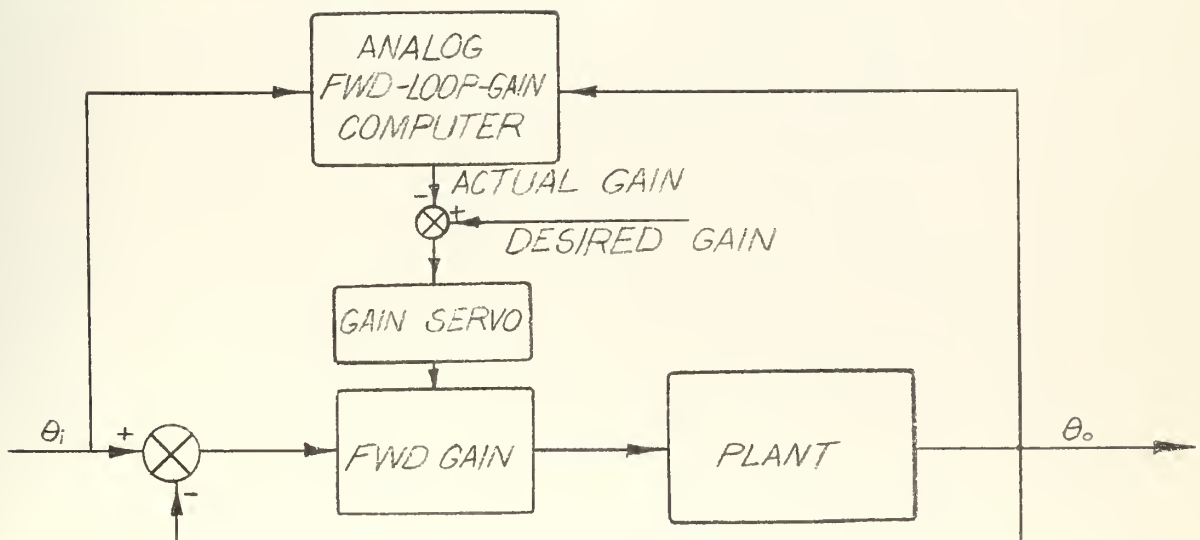 ANALOG
FWD-LOOP-GAIN
COMPUTER
- ACTUAL GAIN
+
DESIRED GAIN
GAIN SERVO
θi +
FWD GAIN
PLANT
θo
-